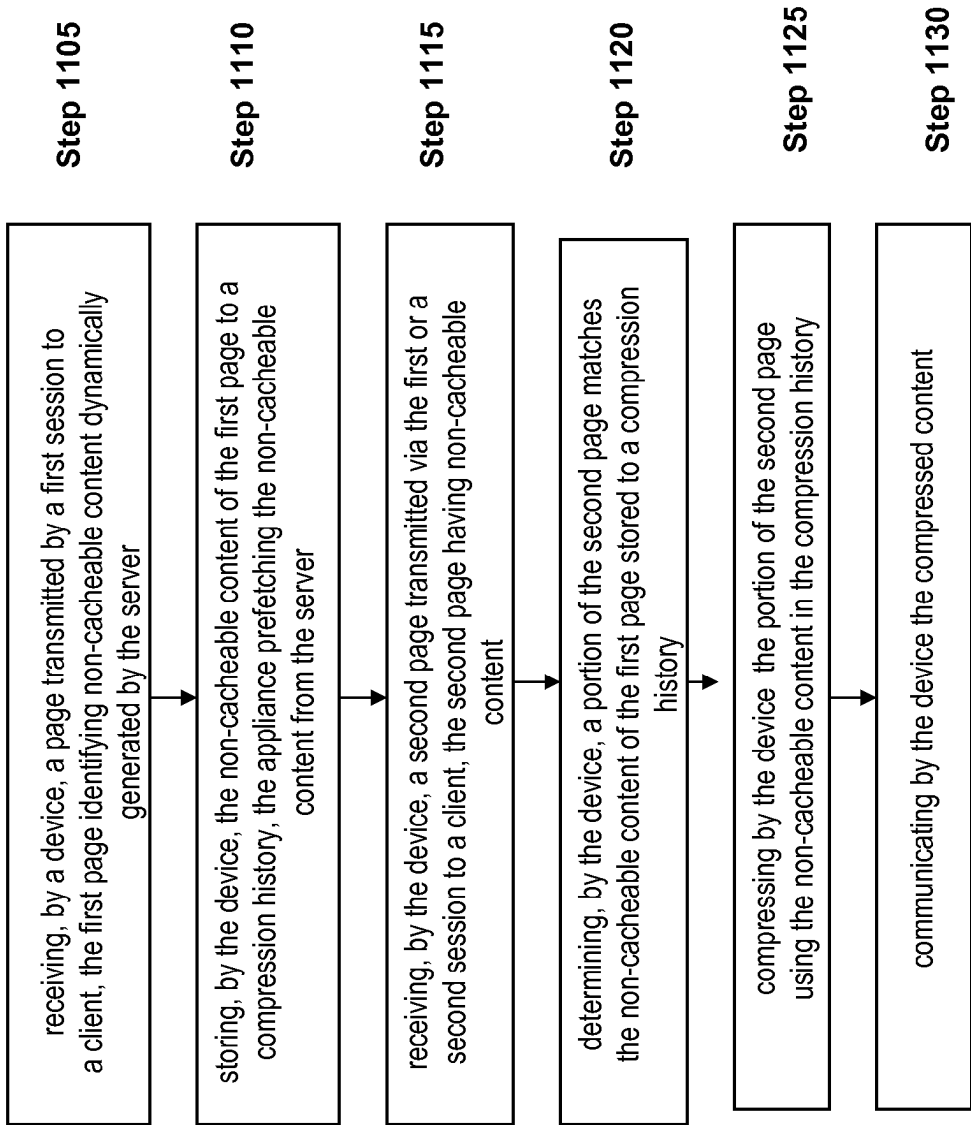 receiving, by a device, a page transmitted by a first session to
a client, the first page identifying non-cacheable content dynamically
generated by the server
Step 1105
storing, by the device, the non-cacheable content of the first page to a
compression history, the appliance prefetching the non-cacheable
content from the server
Step 1110
receiving, by the device, a second page transmitted via the first or a
second session to a client, the second page having non-cacheable
content
Step 1115
determining, by the device, a portion of the second page matches
the non-cacheable content of the first page stored to a compression
history
Step 1120
compressing by the device the portion of the second page
using the non-cacheable content in the compression history
Step 1125
communicating by the device the compressed content
Step 1130